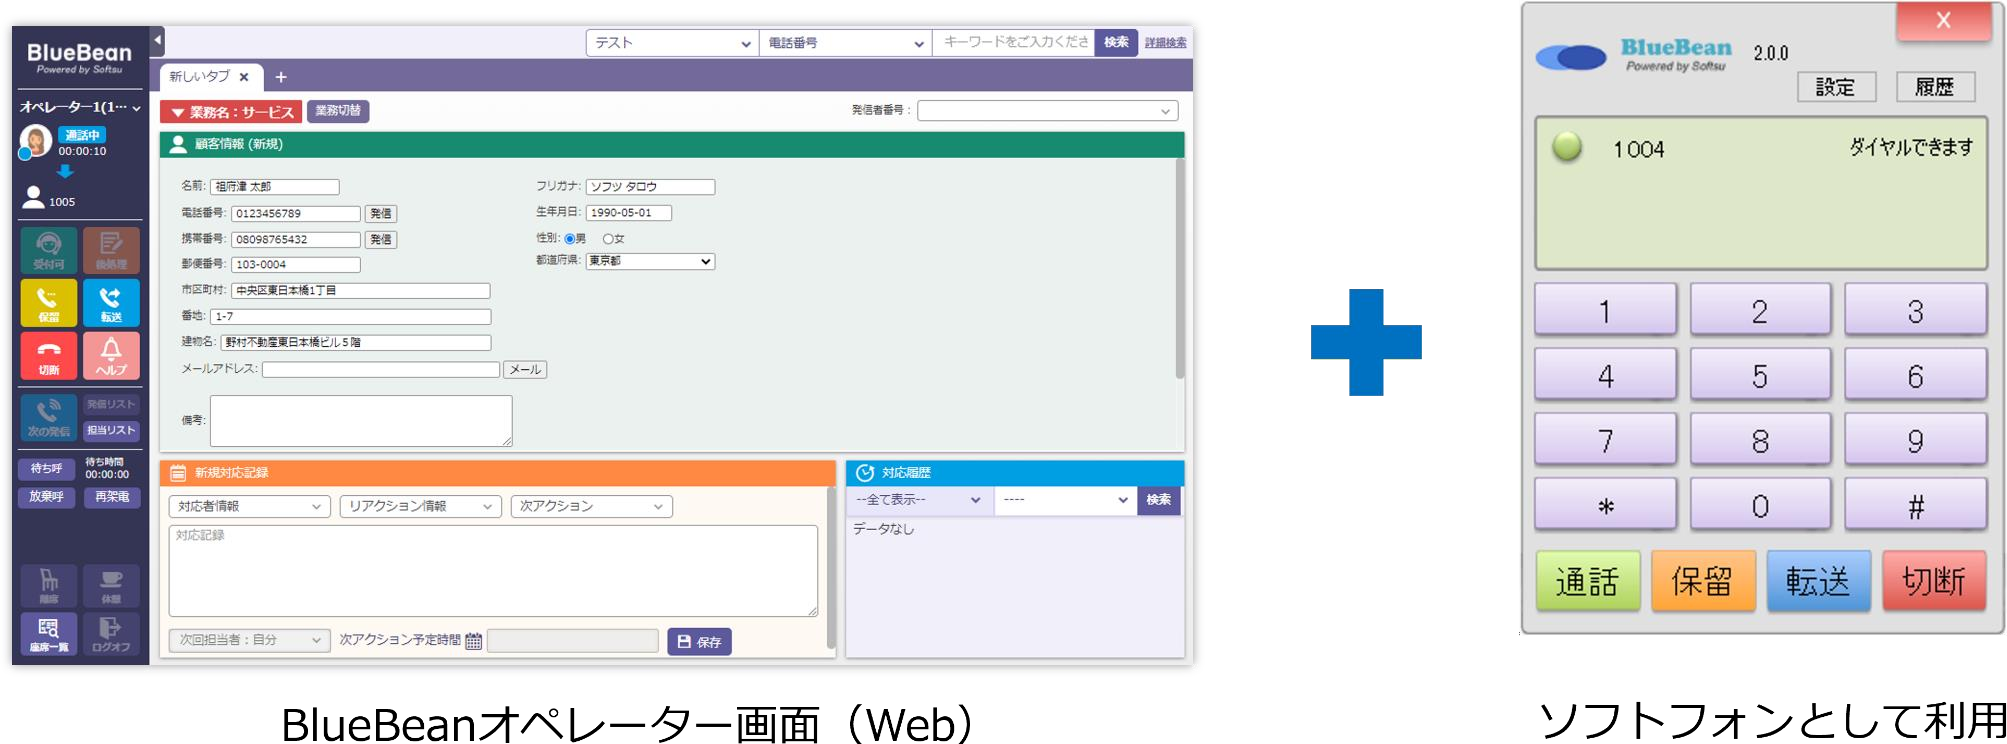 BlueBean
Powered by Softsu
オペレーター1(1…
通話中
00:00:10
1005
受付可
後処理
保留
転送
切断
ヘルプ
次の発信
発信リスト
担当リスト
待ち呼
待ち時間
00:00:00
放棄呼
再架電
離席
休憩
座席一覧
ログオフ
テスト
電話番号
キーワードをご入力くださ
検索
詳細検索
新しいタブ ×
+
業務名：サービス
業務切替
発信者番号：
顧客情報 (新規)
名前: 祖府津 太郎
フリガナ: ソフツ タロウ
電話番号: 0123456789 発信
生年月日: 1990-05-01
携帯番号: 08098765432 発信
性別: 男 女
郵便番号: 103-0004
都道府県: 東京都
市区町村: 中央区東日本橋1丁目
番地: 1-7
建物名: 野村不動産東日本橋ビル５階
メールアドレス: メール
備考:
新規対応記録
対応者情報
リアクション情報
次アクション
対応記録
次回担当者：自分
次アクション予定時間
保存
対応履歴
--全て表示--
----
検索
データなし
BlueBeanオペレーター画面（Web）
X
BlueBean
Powered by Softsu
2.0.0
設定
履歴
1004
ダイヤルできます
1 2 3
4 5 6
7 8 9
* 0 #
通話
保留
転送
切断
ソフトフォンとして利用